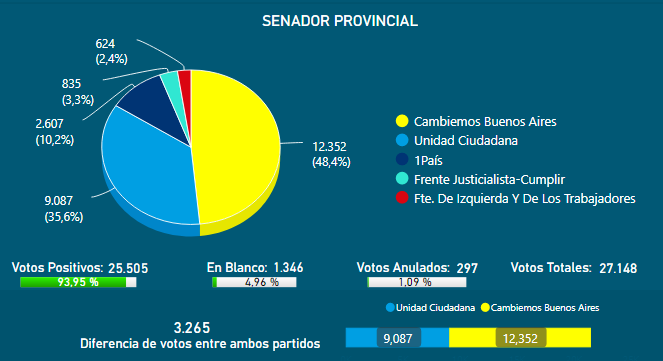 SENADOR PROVINCIAL
624
(2,4%)
835
(3,3%)
2.607
(10,2%)
9.087
(35,6%)
12.352
(48,4%)
Cambiemos Buenos Aires
Unidad Ciudadana
1País
Frente Justicialista-Cumplir
Fte. De Izquierda Y De Los Trabajadores
Votos Positivos: 25.505
93,95 %
En Blanco: 1.346
4,96 %
Votos Anulados: 297
1,09 %
Votos Totales: 27.148
3.265
Diferencia de votos entre ambos partidos
Unidad Ciudadana
Cambiemos Buenos Aires
9,087
12,352